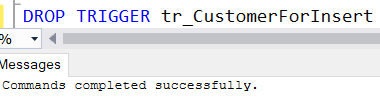 DROP TRIGGER tr_CustomerForInsert
%
Messages
Commands completed successfully.